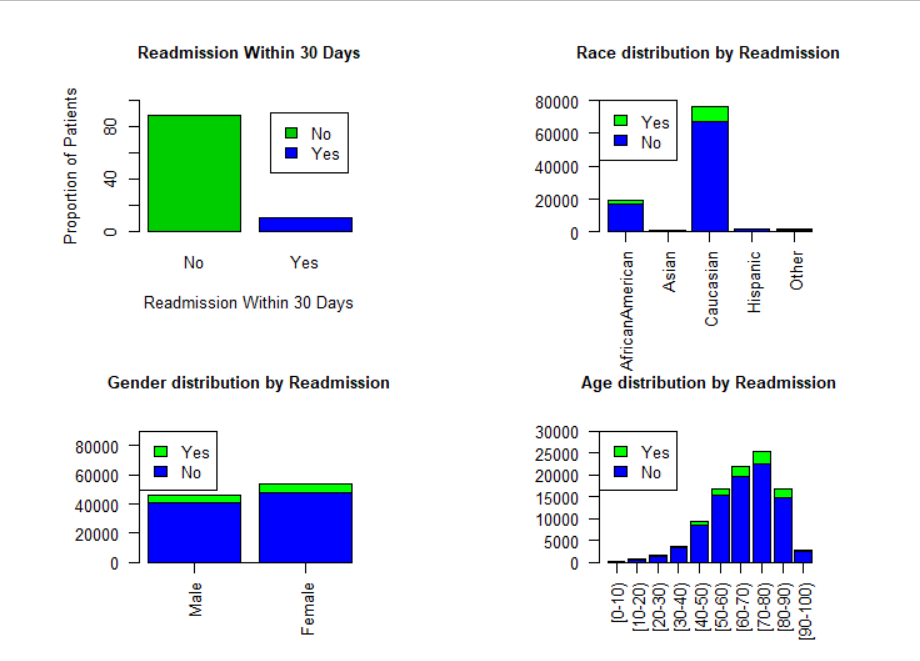 Readmission Within 30 Days
Proportion of Patients
80
40
0
No
Yes
No
Yes
Readmission Within 30 Days
Race distribution by Readmission
80000
60000
40000
20000
0
Yes
No
AfricanAmerican
Asian
Caucasian
Hispanic
Other
Gender distribution by Readmission
80000
60000
40000
20000
0
Yes
No
Male
Female
Age distribution by Readmission
30000
25000
20000
15000
10000
5000
0
Yes
No
[0-10)
[10-20)
[20-30)
[30-40)
[40-50)
[50-60)
[60-70)
[70-80)
[80-90)
[90-100)